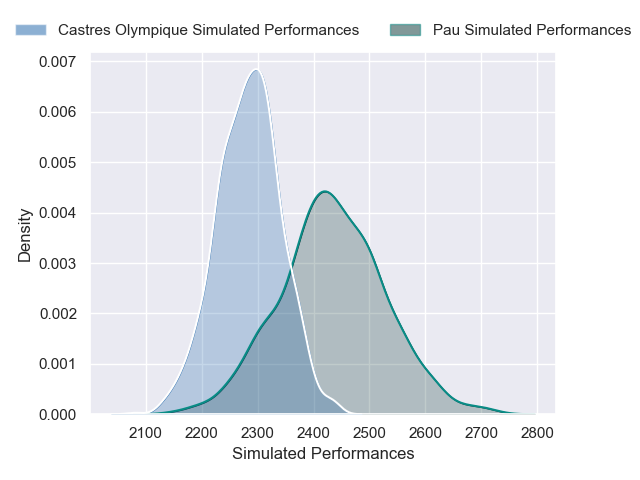 Castres Olympique Simulated Performances
Pau Simulated Performances
0.007
0.006
0.005
0.004
0.003
0.002
0.001
0.000
Density
2100 2200 2300 2400 2500 2600 2700 2800
Simulated Performances